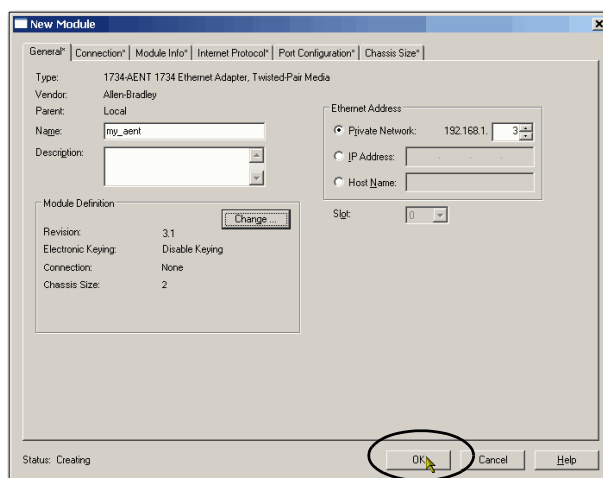 New Module
General* Connection* Module Info* Internet Protocol* Port Configuration* Chassis Size*
Type: 1734-AENT 1734 Ethernet Adapter, Twisted-Pair Media
Vendor: Allen-Bradley
Parent: Local
Name: my_aent
Description:
Ethernet Address
Private Network: 192.168.1. 3
IP Address: . . .
Host Name:
Slot: 0
Module Definition
Change ...
Revision: 3.1
Electronic Keying: Disable Keying
Connection: None
Chassis Size: 2
Status: Creating
OK Cancel Help